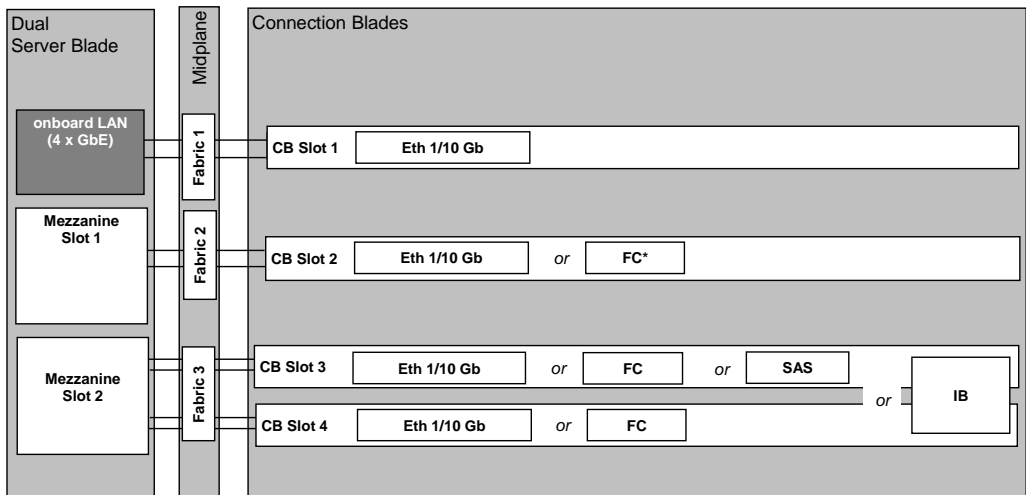 Dual
Server Blade
Midplane
Connection Blades
onboard LAN
(4 x GbE)
Fabric 1
CB Slot 1 Eth 1/10 Gb
Mezzanine
Slot 1
Fabric 2
CB Slot 2 Eth 1/10 Gb or FC*
Mezzanine
Slot 2
Fabric 3
CB Slot 3 Eth 1/10 Gb or FC or SAS
or IB
CB Slot 4 Eth 1/10 Gb or FC